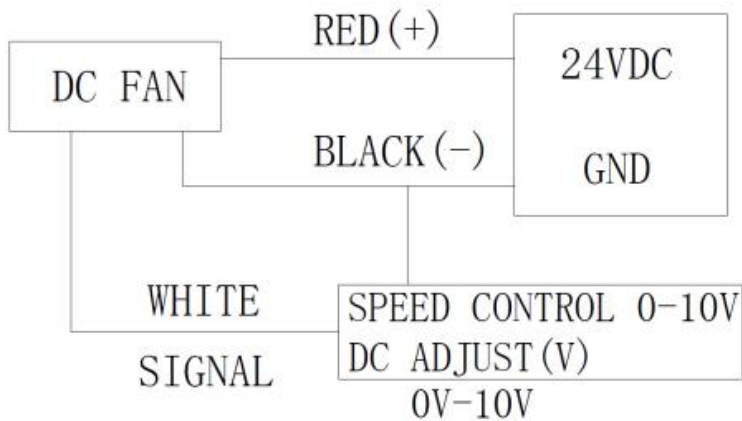 RED(+)
24VDC
DC FAN
BLACK(-)
GND
WHITE
SIGNAL
SPEED CONTROL 0-10V
DC ADJUST(V)
0V-10V